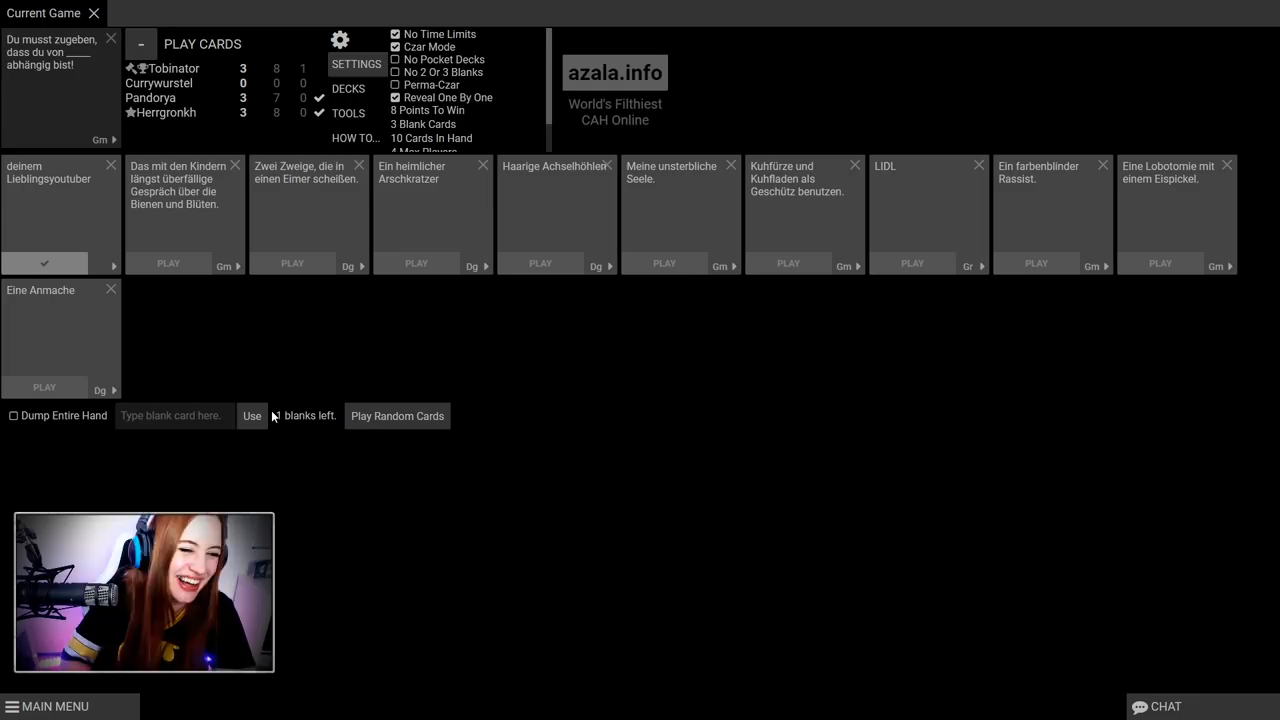 Current Game
Du musst zugeben,
dass du von _____
abhängig bist!
Gm
-
PLAY CARDS
Tobinator 3 8 1
Currywurstel 0 0 0
Pandorya 3 7 0
Herrgronkh 3 8 0
SETTINGS
DECKS
TOOLS
HOW TO...
No Time Limits
Czar Mode
No Pocket Decks
No 2 Or 3 Blanks
Perma-Czar
Reveal One By One
8 Points To Win
3 Blank Cards
10 Cards In Hand
4 Max Players
azala.info
World's Filthiest
CAH Online
deinem
Lieblingsyoutuber
Das mit den Kindern
längst überfällige
Gespräch über die
Bienen und Blüten.
PLAY
Gm
Zwei Zweige, die in
einen Eimer scheißen.
PLAY
Dg
Ein heimlicher
Arschkratzer
PLAY
Dg
Haarige Achselhöhlen
PLAY
Dg
Meine unsterbliche
Seele.
PLAY
Gm
Kuhfürze und
Kuhfladen als
Geschütz benutzen.
PLAY
Gm
LIDL
PLAY
Gr
Ein farbenblinder
Rassist.
PLAY
Gm
Eine Lobotomie mit
einem Eispickel.
PLAY
Gm
Eine Anmache
PLAY
Dg
Dump Entire Hand
Type blank card here.
Use
1 blanks left.
Play Random Cards
MAIN MENU
CHAT